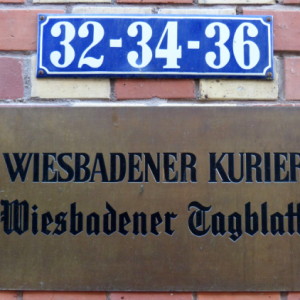 32-34-36
WIESBADENER KURIER
Wiesbadener Tagblatt